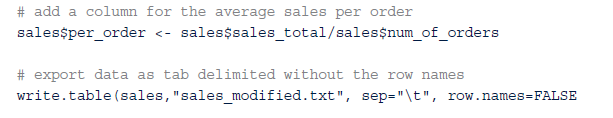 # add a column for the average sales per order
sales$per_order <- sales$sales_total/sales$num_of_orders
# export data as tab delimited without the row names
write.table(sales,"sales_modified.txt", sep="\t", row.names=FALSE